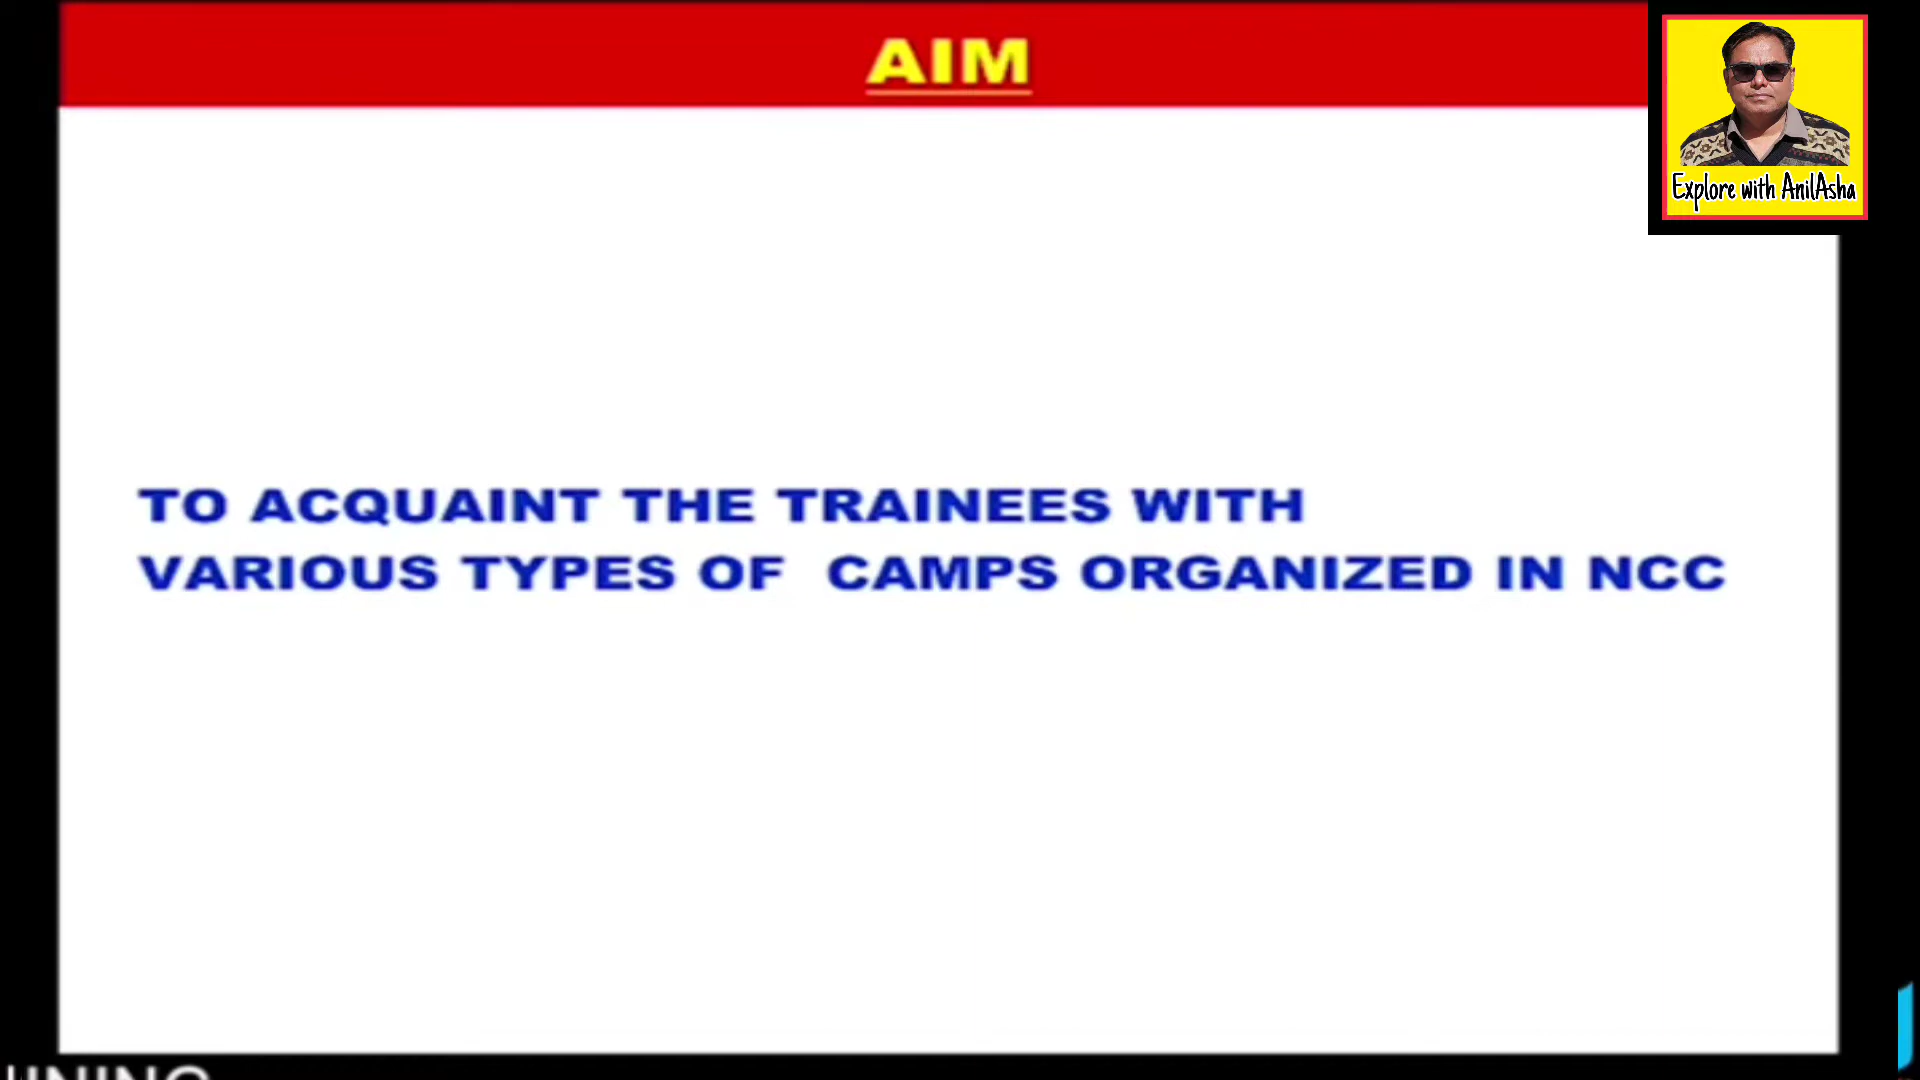 AIM
Explore with AnilAsha
TO ACQUAINT THE TRAINEES WITH
VARIOUS TYPES OF CAMPS ORGANIZED IN NCC